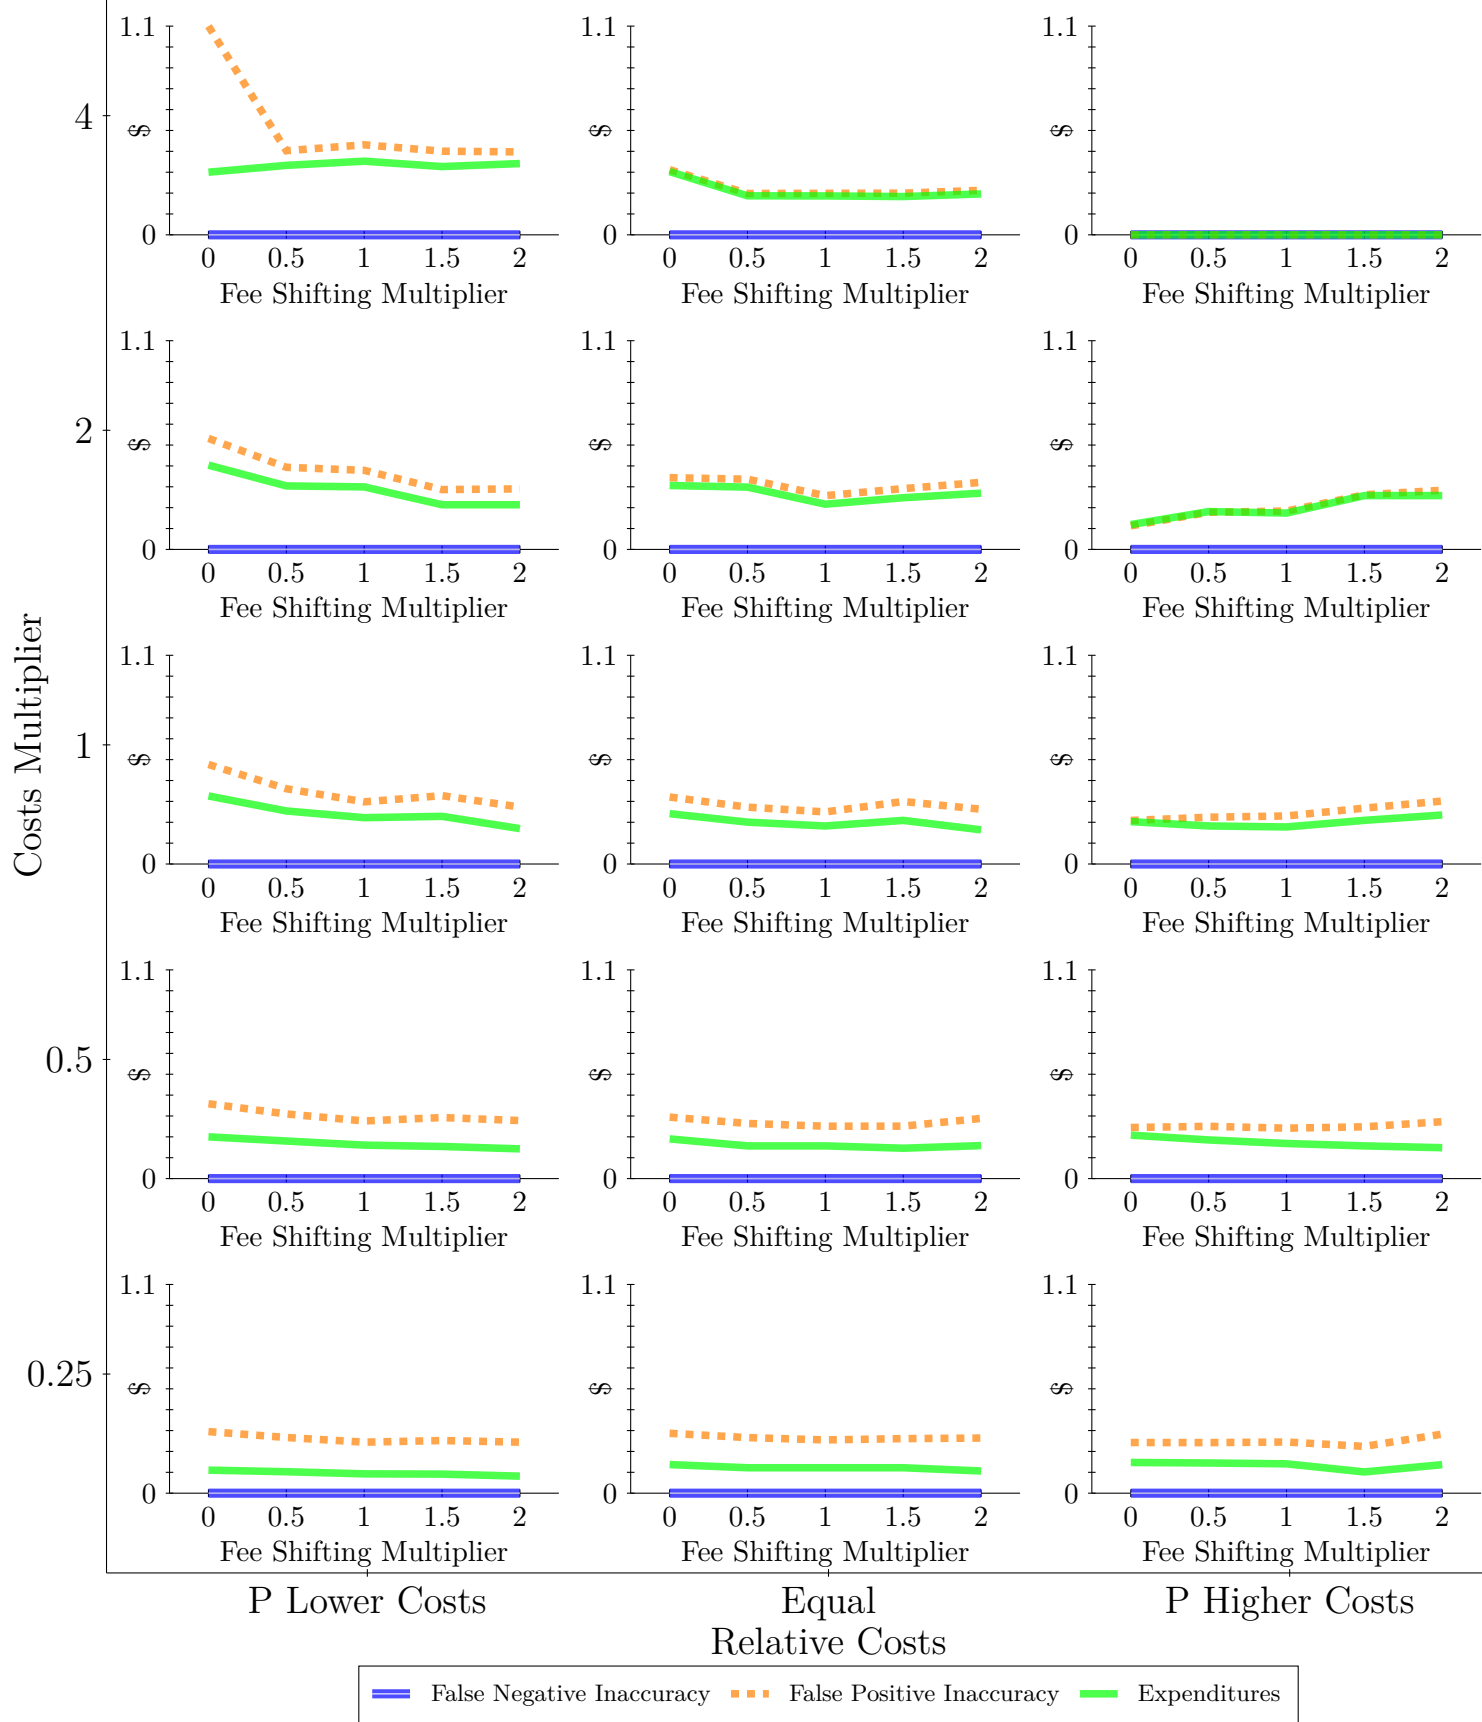 Costs Multiplier
4
1.1 1.1 1.1
$ $ $
0 0 0
0 0.5 1 1.5 2 0 0.5 1 1.5 2 0 0.5 1 1.5 2
Fee Shifting Multiplier Fee Shifting Multiplier Fee Shifting Multiplier
2
1.1 1.1 1.1
$ $ $
0 0 0
0 0.5 1 1.5 2 0 0.5 1 1.5 2 0 0.5 1 1.5 2
Fee Shifting Multiplier Fee Shifting Multiplier Fee Shifting Multiplier
1
1.1 1.1 1.1
$ $ $
0 0 0
0 0.5 1 1.5 2 0 0.5 1 1.5 2 0 0.5 1 1.5 2
Fee Shifting Multiplier Fee Shifting Multiplier Fee Shifting Multiplier
0.5
1.1 1.1 1.1
$ $ $
0 0 0
0 0.5 1 1.5 2 0 0.5 1 1.5 2 0 0.5 1 1.5 2
Fee Shifting Multiplier Fee Shifting Multiplier Fee Shifting Multiplier
0.25
1.1 1.1 1.1
$ $ $
0 0 0
0 0.5 1 1.5 2 0 0.5 1 1.5 2 0 0.5 1 1.5 2
Fee Shifting Multiplier Fee Shifting Multiplier Fee Shifting Multiplier
P Lower Costs Equal P Higher Costs
Relative Costs
False Negative Inaccuracy False Positive Inaccuracy Expenditures